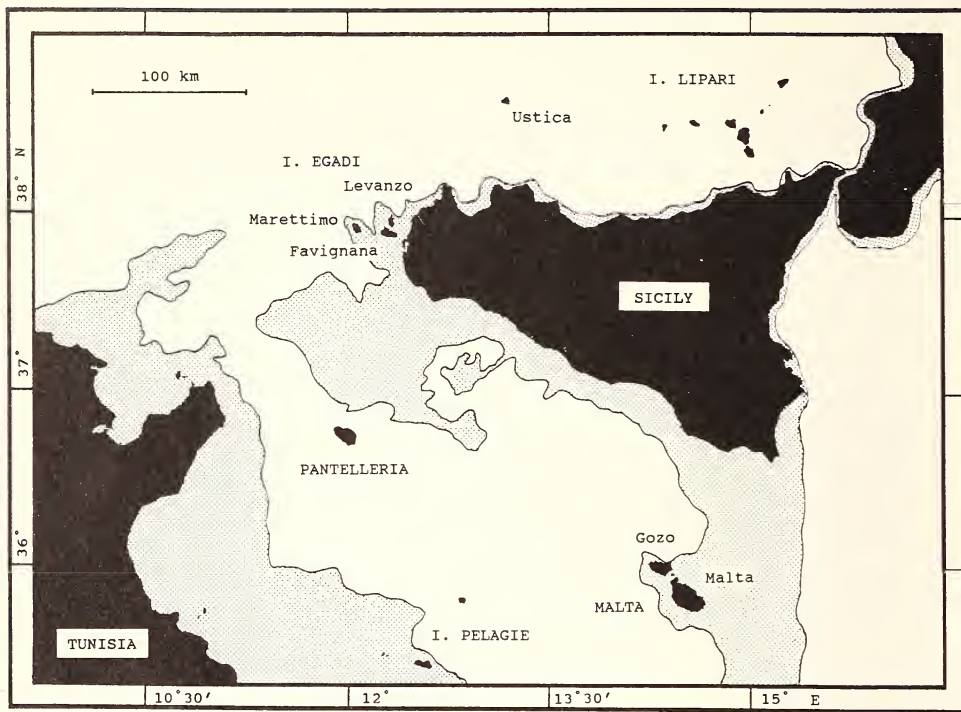 100 km
I. LIPARI
Ustica
I. EGADI
Levanzo
Marettimo
Favignana
SICILY
PANTELLERIA
Gozo
Malta
MALTA
I. PELAGIE
TUNISIA
N
38°
37°
36°
10°30′
12°
13°30′
15° E